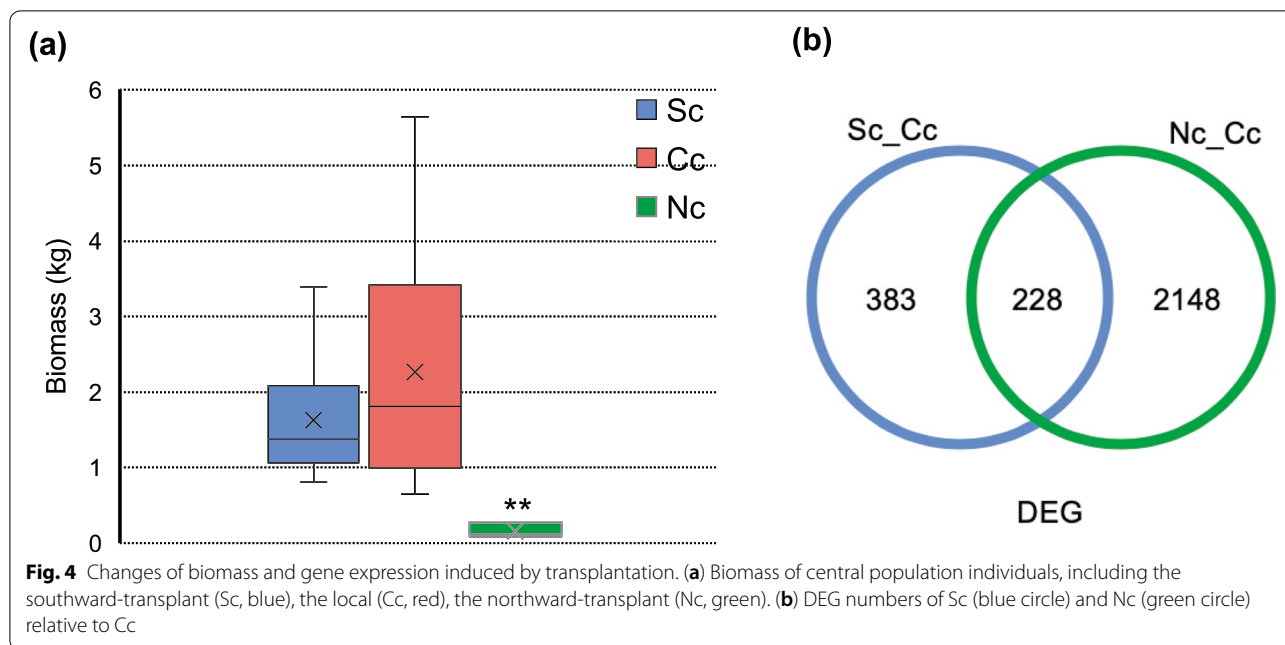 (a)
6
5
4
3
2
1
0
Biomass (kg)
Sc
Cc
Nc
**
(b)
Sc_Cc
Nc_Cc
383
228
2148
DEG
Fig. 4 Changes of biomass and gene expression induced by transplantation. (a) Biomass of central population individuals, including the
southward-transplant (Sc, blue), the local (Cc, red), the northward-transplant (Nc, green). (b) DEG numbers of Sc (blue circle) and Nc (green circle)
relative to Cc